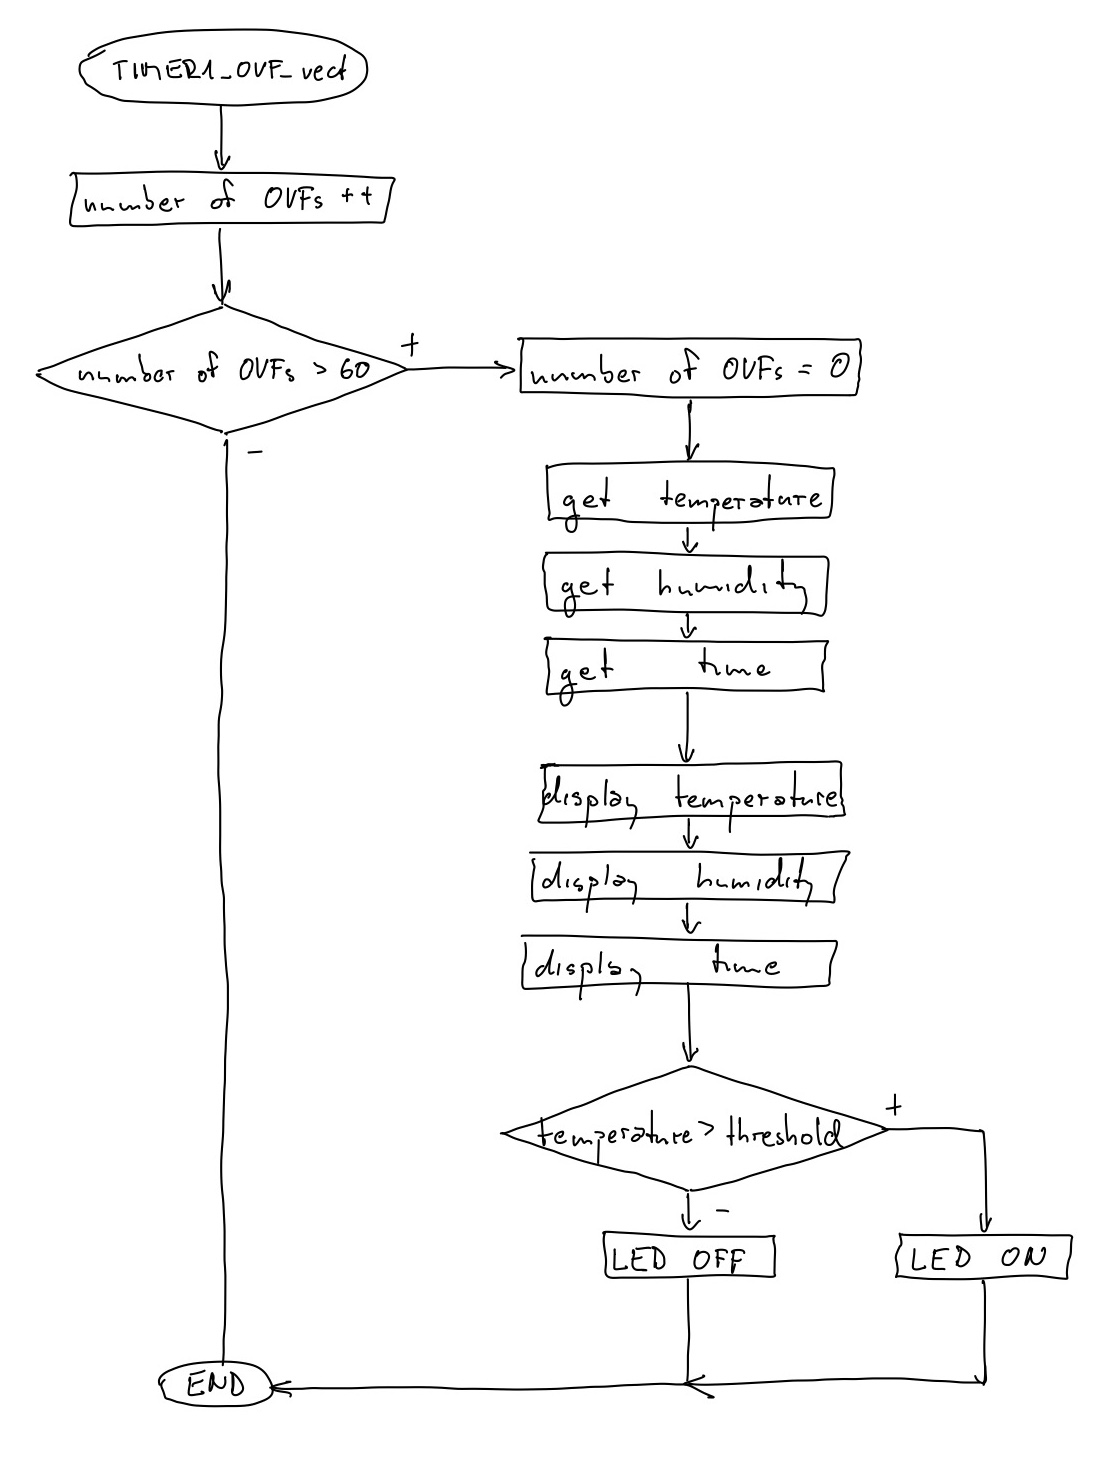 TIMER1_OVF_vect
number of OVFs ++
number of OVFs > 60
+
-
number of OVFs = 0
get temperature
get humidity
get time
display temperature
display humidity
display time
temperature > threshold
+
-
LED OFF
LED ON
END